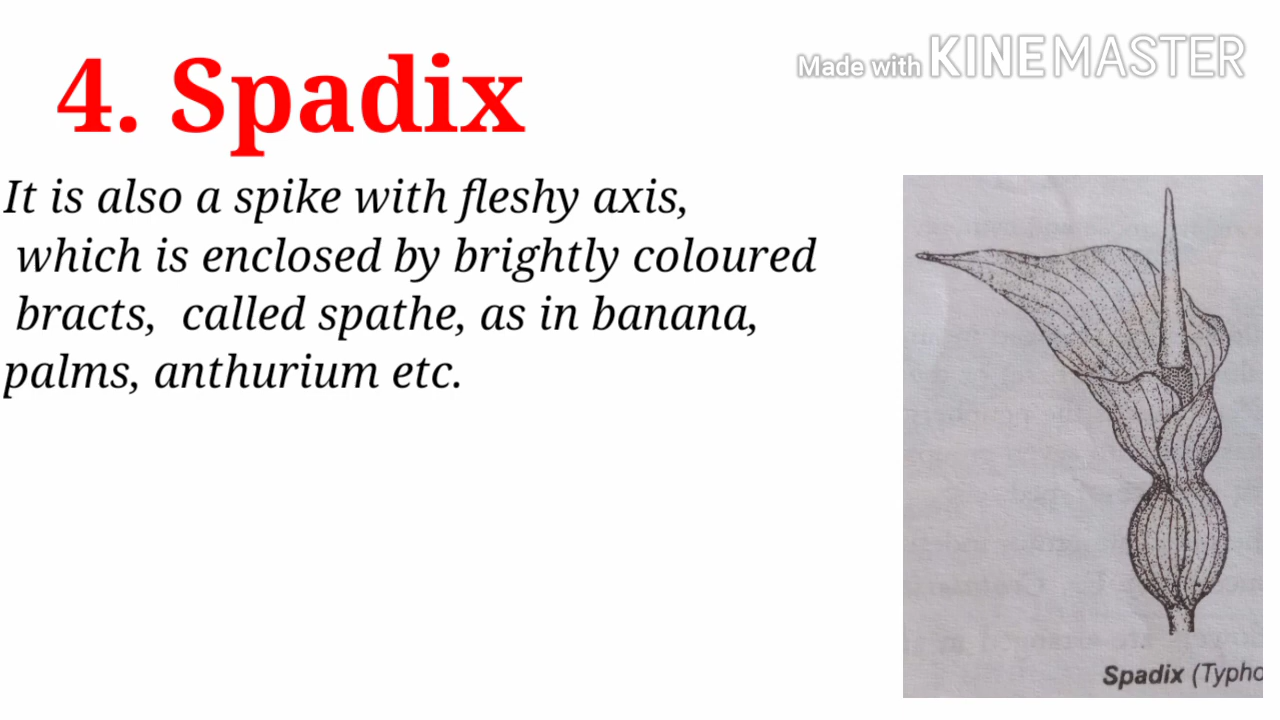 4. Spadix
Made with KINEMASTER
It is also a spike with fleshy axis,
which is enclosed by brightly coloured
bracts, called spathe, as in banana,
palms, anthurium etc.
Spadix (Typho